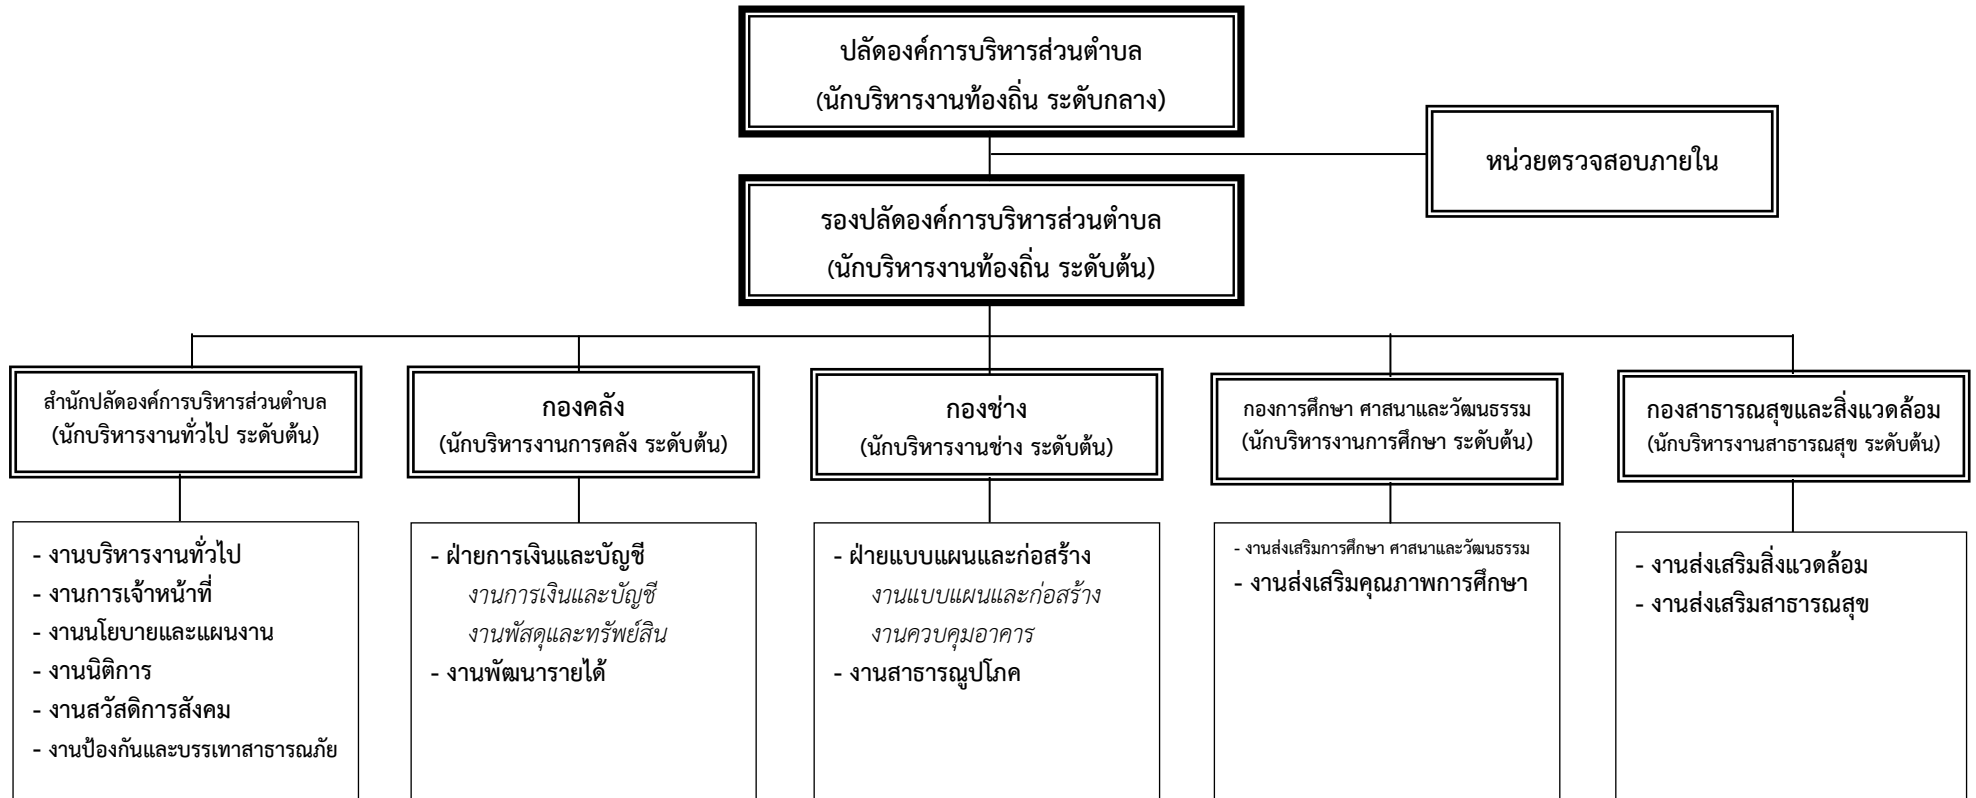 ปลัดองค์การบริหารส่วนตำบล
(นักบริหารงานท้องถิ่น ระดับกลาง)
หน่วยตรวจสอบภายใน
รองปลัดองค์การบริหารส่วนตำบล
(นักบริหารงานท้องถิ่น ระดับต้น)
สำนักปลัดองค์การบริหารส่วนตำบล
(นักบริหารงานทั่วไป ระดับต้น)
กองคลัง
(นักบริหารงานการคลัง ระดับต้น)
กองช่าง
(นักบริหารงานช่าง ระดับต้น)
กองการศึกษา ศาสนาและวัฒนธรรม
(นักบริหารงานการศึกษา ระดับต้น)
กองสาธารณสุขและสิ่งแวดล้อม
(นักบริหารงานสาธารณสุข ระดับต้น)
- งานบริหารงานทั่วไป
- งานการเจ้าหน้าที่
- งานนโยบายและแผนงาน
- งานนิติการ
- งานสวัสดิการสังคม
- งานป้องกันและบรรเทาสาธารณภัย
- ฝ่ายการเงินและบัญชี
งานการเงินและบัญชี
งานพัสดุและทรัพย์สิน
- งานพัฒนารายได้
- ฝ่ายแบบแผนและก่อสร้าง
งานแบบแผนและก่อสร้าง
งานควบคุมอาคาร
- งานสาธารณูปโภค
- งานส่งเสริมการศึกษา ศาสนาและวัฒนธรรม
- งานส่งเสริมคุณภาพการศึกษา
- งานส่งเสริมสิ่งแวดล้อม
- งานส่งเสริมสาธารณสุข